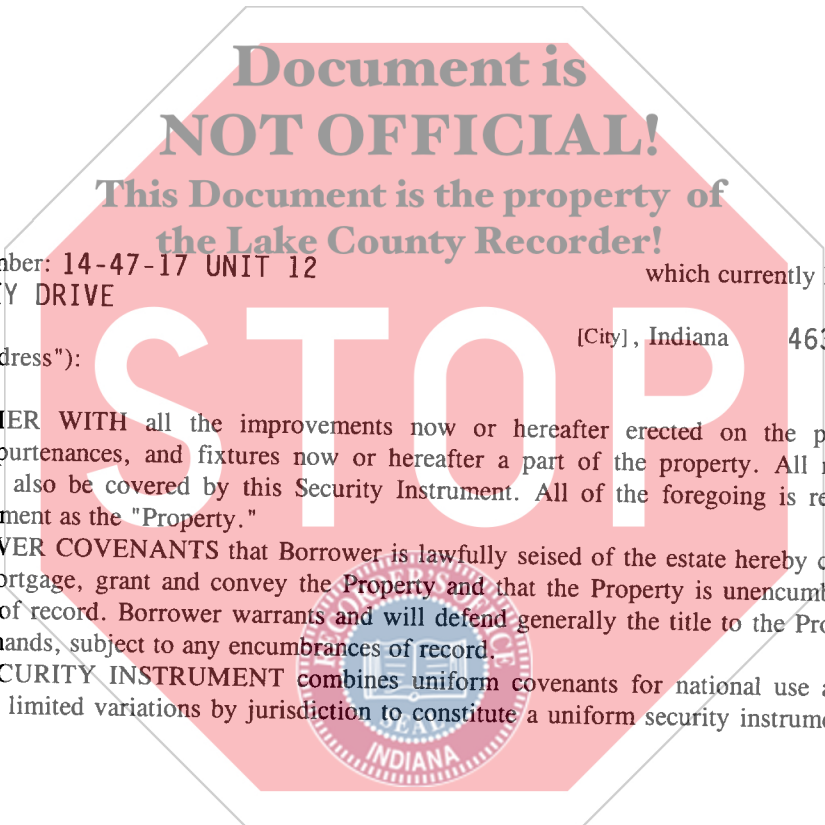 Document is
NOT OFFICIAL!
This Document is the property of
the Lake County Recorder!
mber: 14-47-17 UNIT 12 which currently
Y DRIVE
[City], Indiana 463
dress"):
STOP
IER WITH all the improvements now or hereafter erected on the p
purtenances, and fixtures now or hereafter a part of the property. All
also be covered by this Security Instrument. All of the foregoing is re
ment as the "Property."
VER COVENANTS that Borrower is lawfully seised of the estate hereby c
ortgage, grant and convey the Property and that the Property is unencumb
of record. Borrower warrants and will defend generally the title to the Pro
ands, subject to any encumbrances of record.
CURITY INSTRUMENT combines uniform covenants for national use a
limited variations by jurisdiction to constitute a uniform security instrume
RECORDER'S OFFICE
SEAL
INDIANA